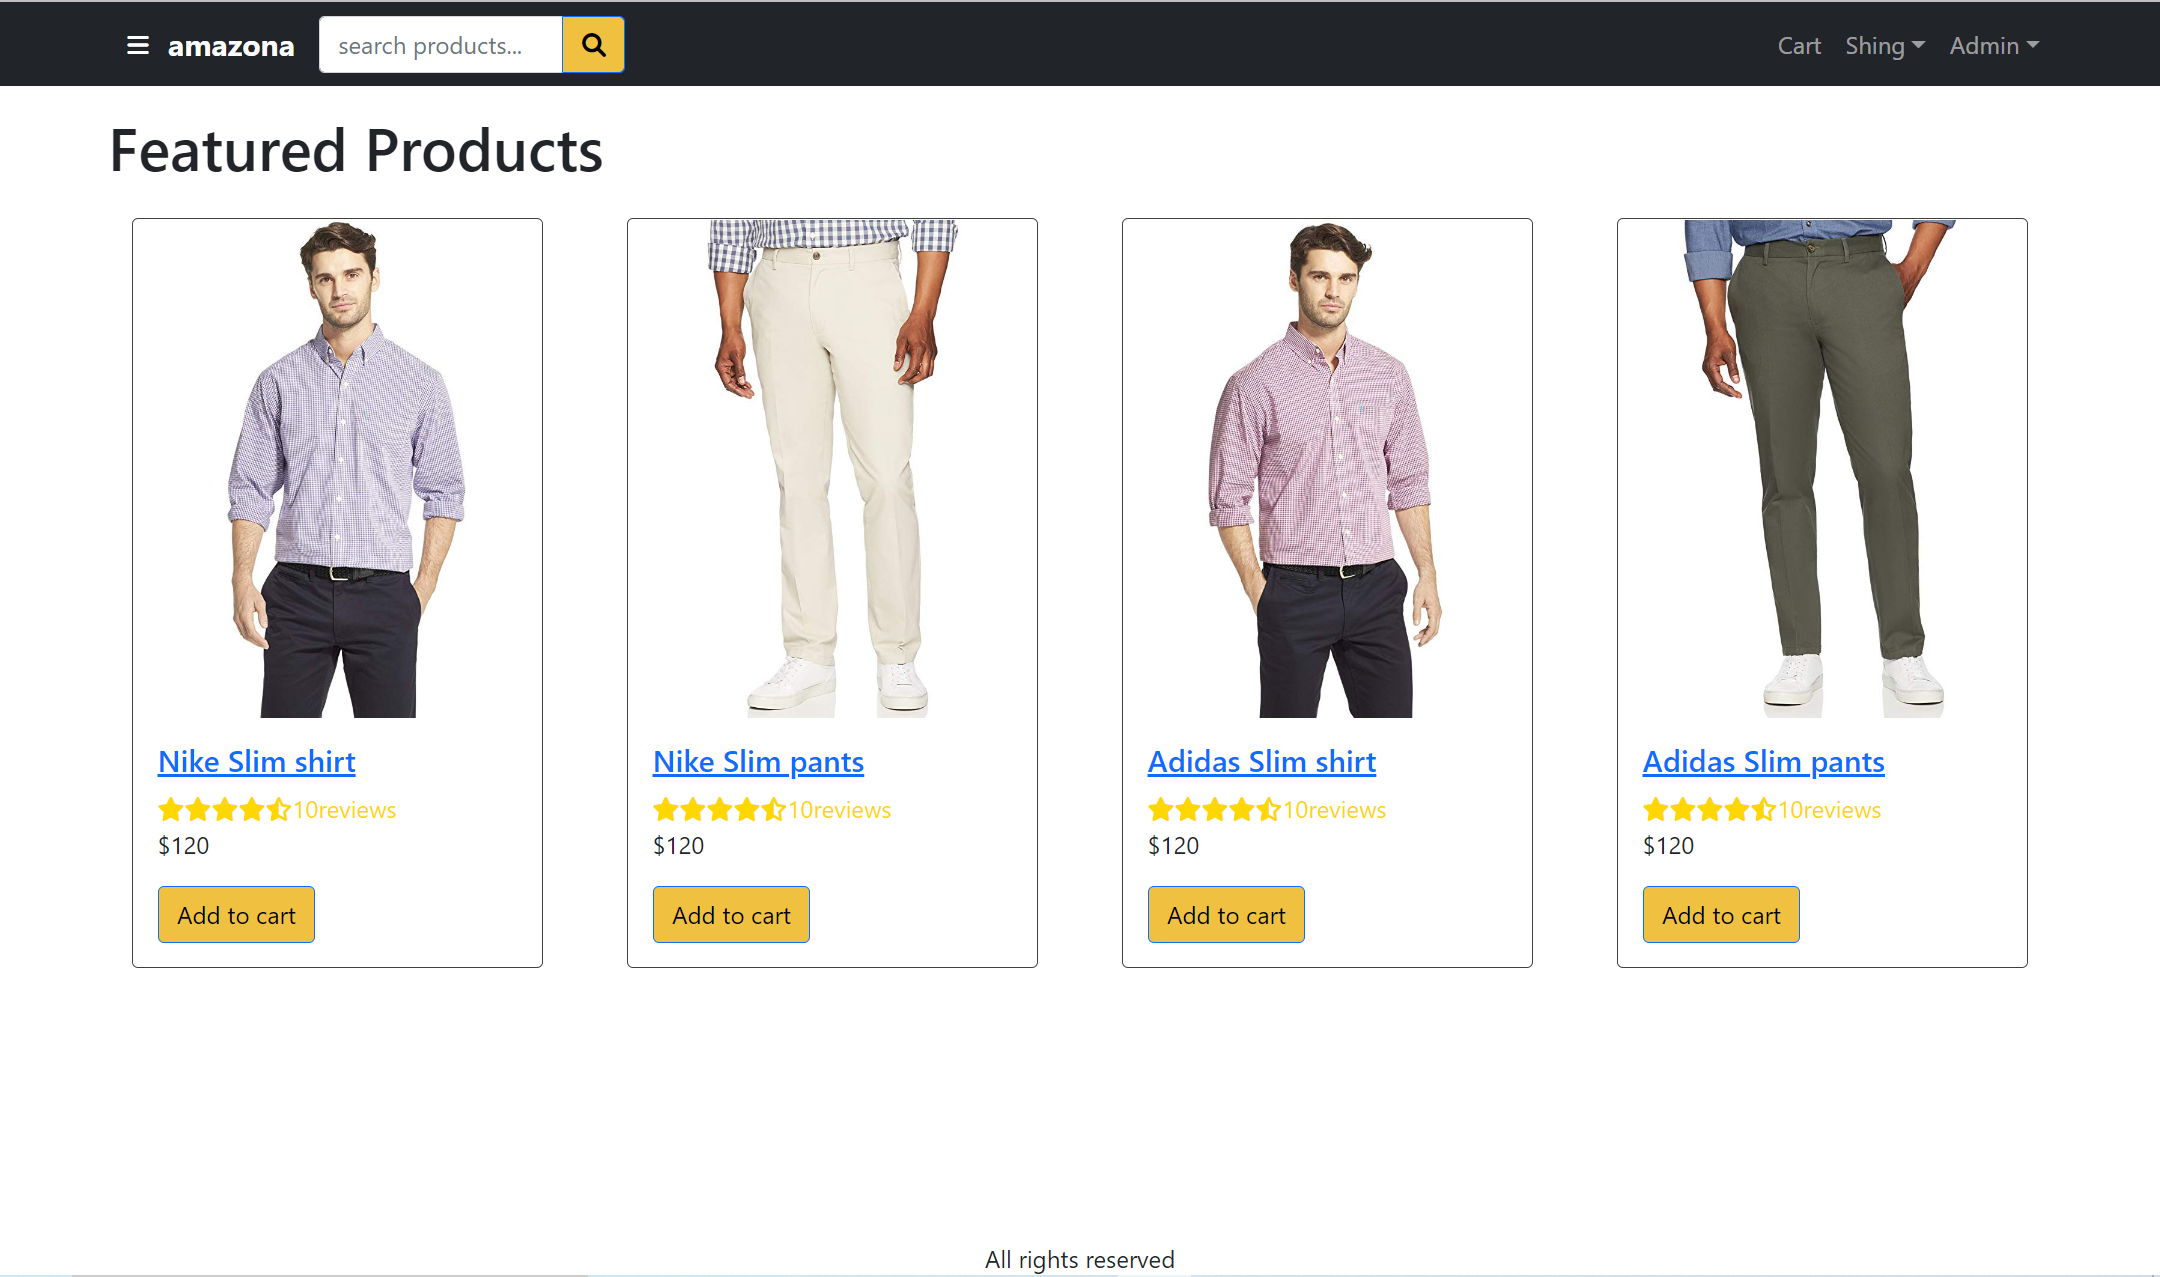 amazona
search products...
Cart
Shing
Admin
Featured Products
Nike Slim shirt
10reviews
$120
Add to cart
Nike Slim pants
10reviews
$120
Add to cart
Adidas Slim shirt
10reviews
$120
Add to cart
Adidas Slim pants
10reviews
$120
Add to cart
All rights reserved